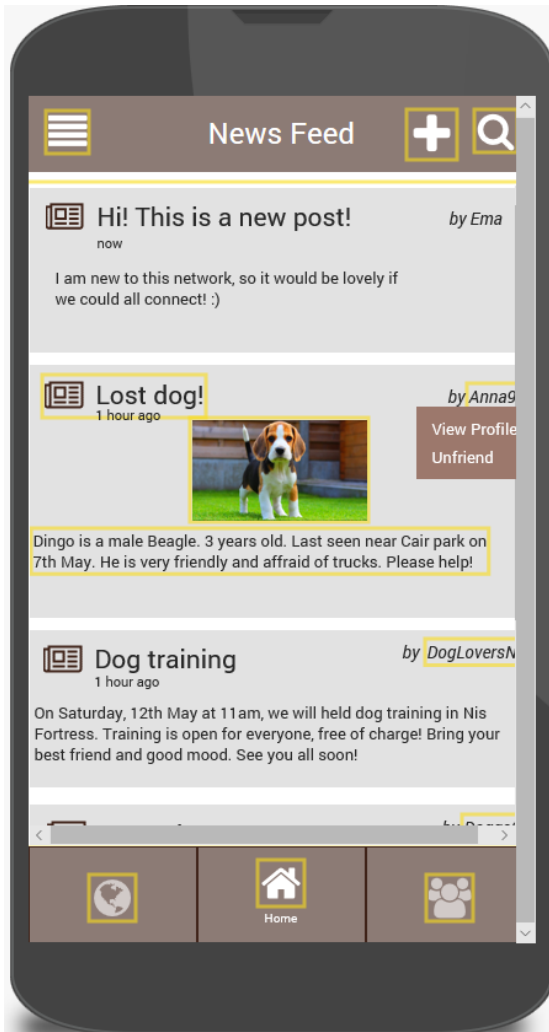 News Feed
Hi! This is a new post!
by Ema
now
I am new to this network, so it would be lovely if
we could all connect! :)
Lost dog!
by Anna9
1 hour ago
View Profile
Unfriend
Dingo is a male Beagle. 3 years old. Last seen near Cair park on
7th May. He is very friendly and affraid of trucks. Please help!
Dog training
by DogLoversN
1 hour ago
On Saturday, 12th May at 11am, we will held dog training in Nis
Fortress. Training is open for everyone, free of charge! Bring your
best friend and good mood. See you all soon!
by
Home